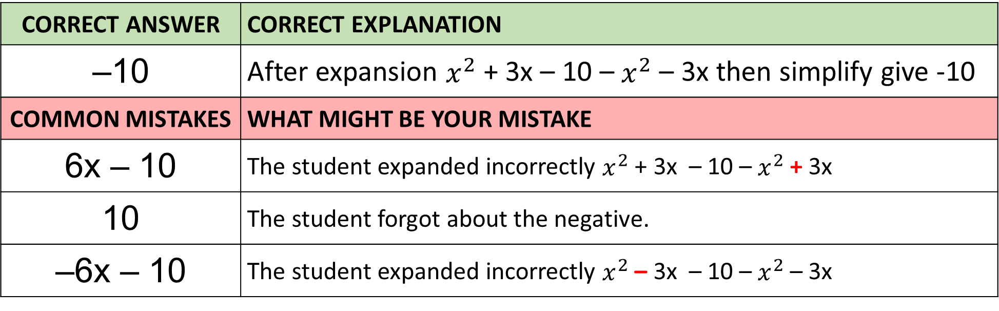 CORRECT ANSWER CORRECT EXPLANATION
–10 After expansion x² + 3x – 10 – x² – 3x then simplify give -10
COMMON MISTAKES WHAT MIGHT BE YOUR MISTAKE
6x – 10 The student expanded incorrectly x² + 3x – 10 – x² + 3x
10 The student forgot about the negative.
–6x – 10 The student expanded incorrectly x² – 3x – 10 – x² – 3x